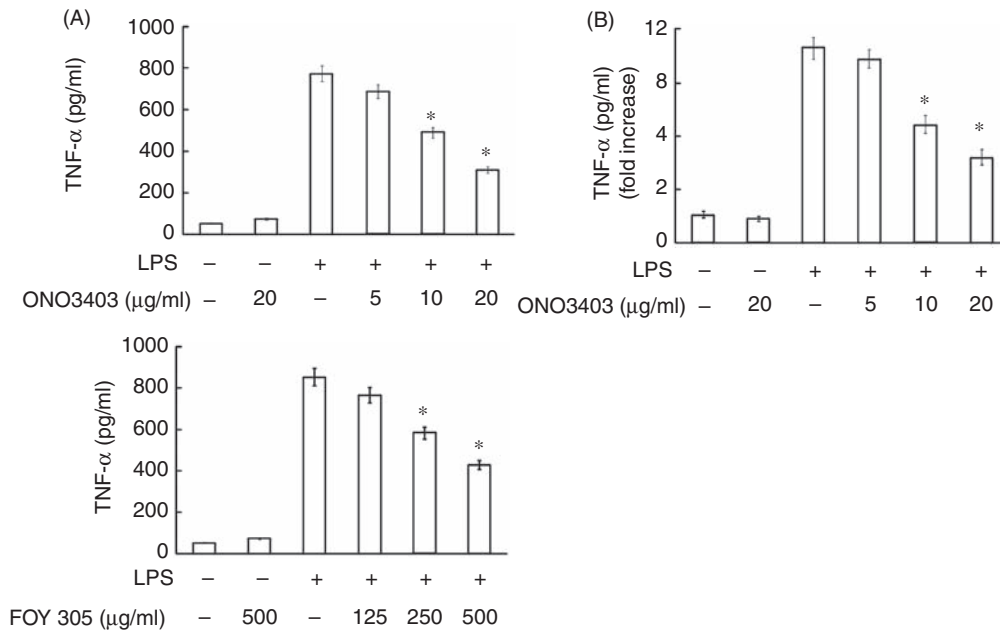 (A)
1000
800
600
400
200
0
TNF-α (pg/ml)
*
*
LPS – – + + + +
ONO3403 (μg/ml) – 20 – 5 10 20
(B)
12
8
4
2
0
TNF-α (pg/ml)
(fold increase)
*
*
LPS – – + + + +
ONO3403 (μg/ml) – 20 – 5 10 20
1000
800
600
400
200
0
TNF-α (pg/ml)
*
*
LPS – – + + + +
FOY 305 (μg/ml) – 500 – 125 250 500